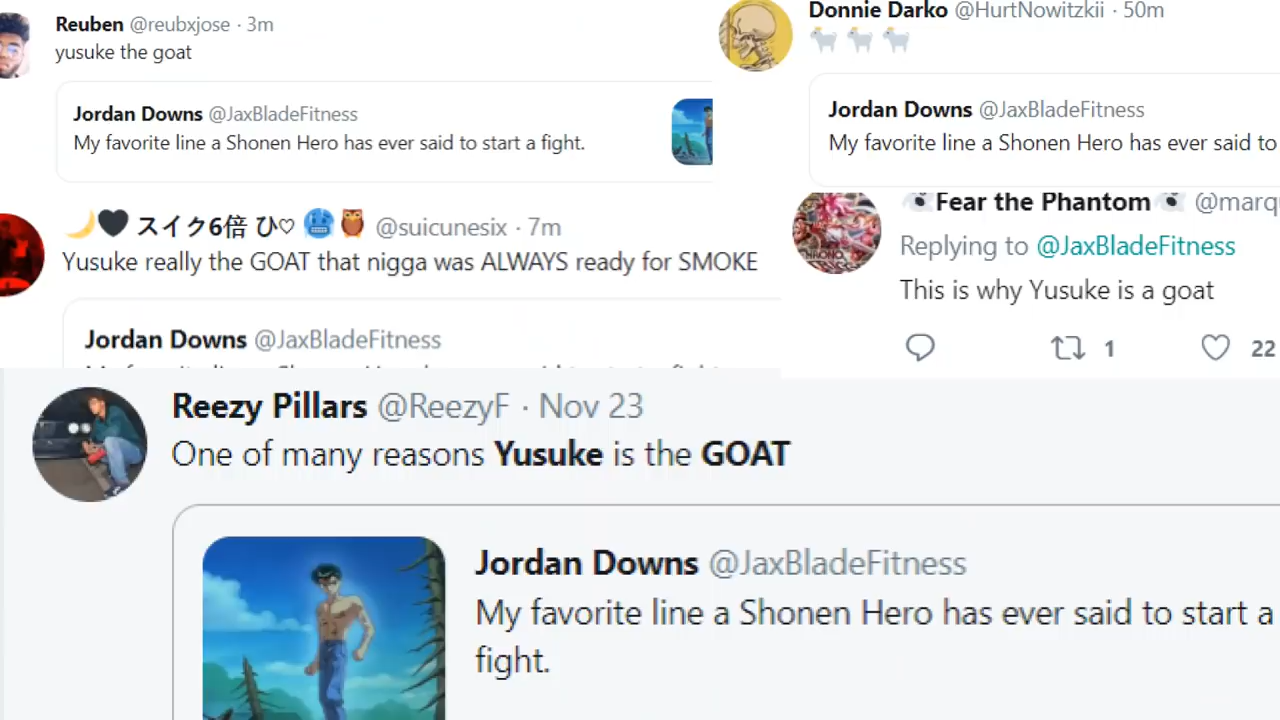 Reuben @reubxjose · 3m
yusuke the goat
Jordan Downs @JaxBladeFitness
My favorite line a Shonen Hero has ever said to start a fight.
Donnie Darko @HurtNowitzkii · 50m
🐐 🐐 🐐
Jordan Downs @JaxBladeFitness
My favorite line a Shonen Hero has ever said to
🌙🖤 スイク6倍 ひ♡ 🥶🦉 @suicunesix · 7m
Yusuke really the GOAT that nigga was ALWAYS ready for SMOKE
Jordan Downs @JaxBladeFitness
Fear the Phantom @marq
Replying to @JaxBladeFitness
This is why Yusuke is a goat
1 22
Reezy Pillars @ReezyF · Nov 23
One of many reasons Yusuke is the GOAT
Jordan Downs @JaxBladeFitness
My favorite line a Shonen Hero has ever said to start a
fight.